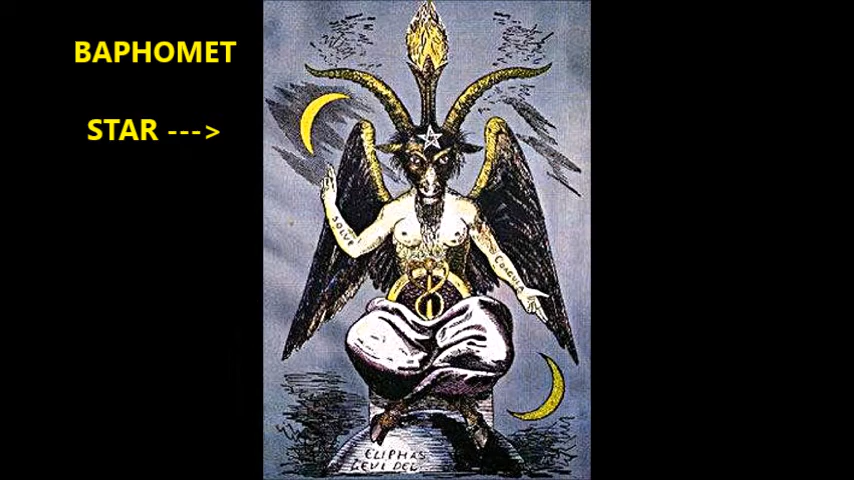 BAPHOMET
STAR --->
SOLVE
COAGULA
ELIPHAS
LEVI DEL.